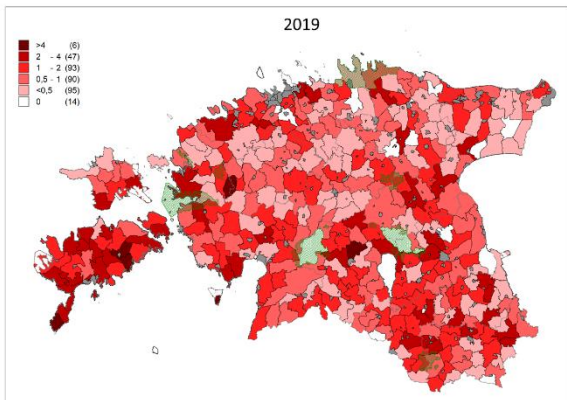 2019
>4 (6)
2 - 4 (47)
1 - 2 (93)
0,5 - 1 (90)
<0,5 (95)
0 (14)